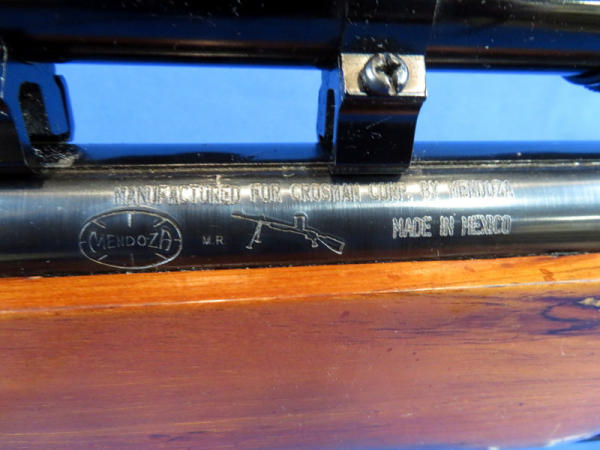 MANUFACTURED FOR CROSMAN CORP. BY MENDOZA
MENDOZA M.R. MADE IN MEXICO